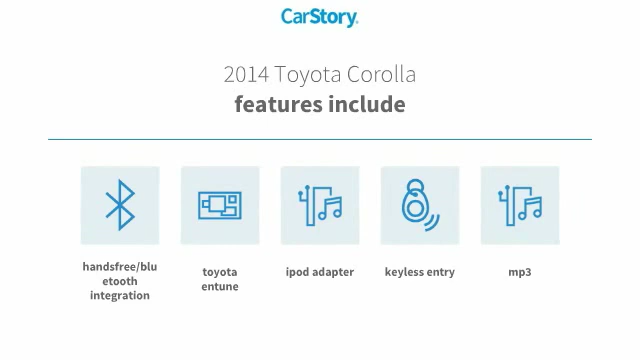 CarStory.
2014 Toyota Corolla
features include
handsfree/blu
etooth
integration
toyota
entune
ipod adapter
keyless entry
mp3